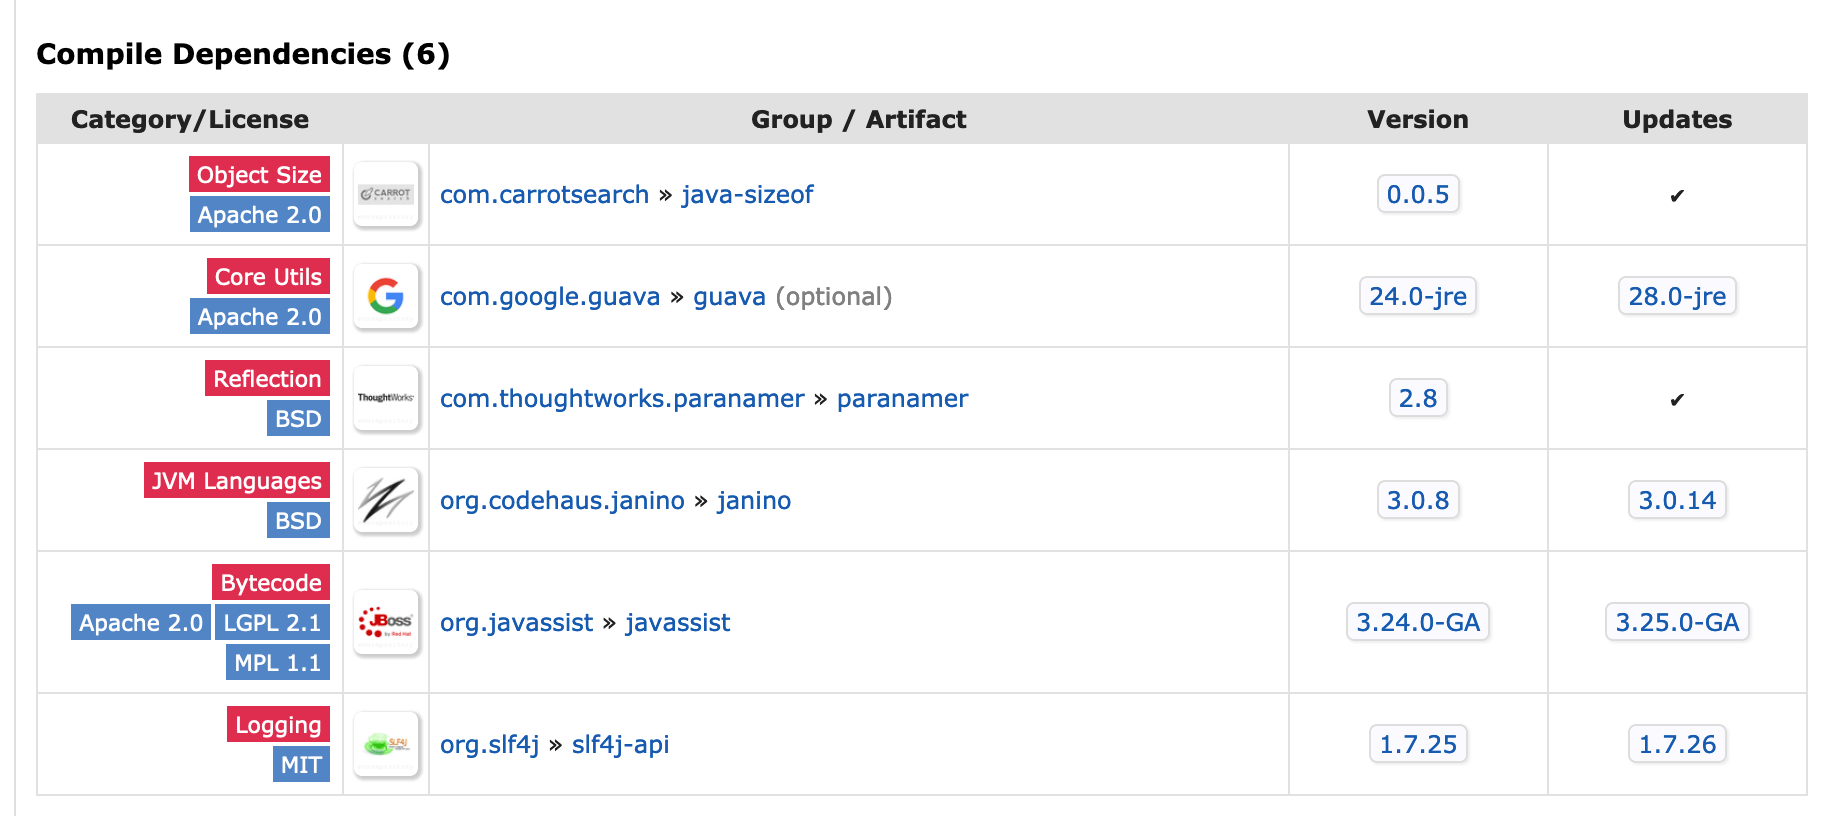 Compile Dependencies (6)
Category/License Group / Artifact Version Updates
Object Size
Apache 2.0
CARROT
SEARCH
com.carrotsearch » java-sizeof 0.0.5 ✔
Core Utils
Apache 2.0
G
com.google.guava » guava (optional) 24.0-jre 28.0-jre
Reflection
BSD
ThoughtWorks®
com.thoughtworks.paranamer » paranamer 2.8 ✔
JVM Languages
BSD
org.codehaus.janino » janino 3.0.8 3.0.14
Bytecode
Apache 2.0 LGPL 2.1
MPL 1.1
JBoss
by Red Hat
org.javassist » javassist 3.24.0-GA 3.25.0-GA
Logging
MIT
SLF4J
org.slf4j » slf4j-api 1.7.25 1.7.26